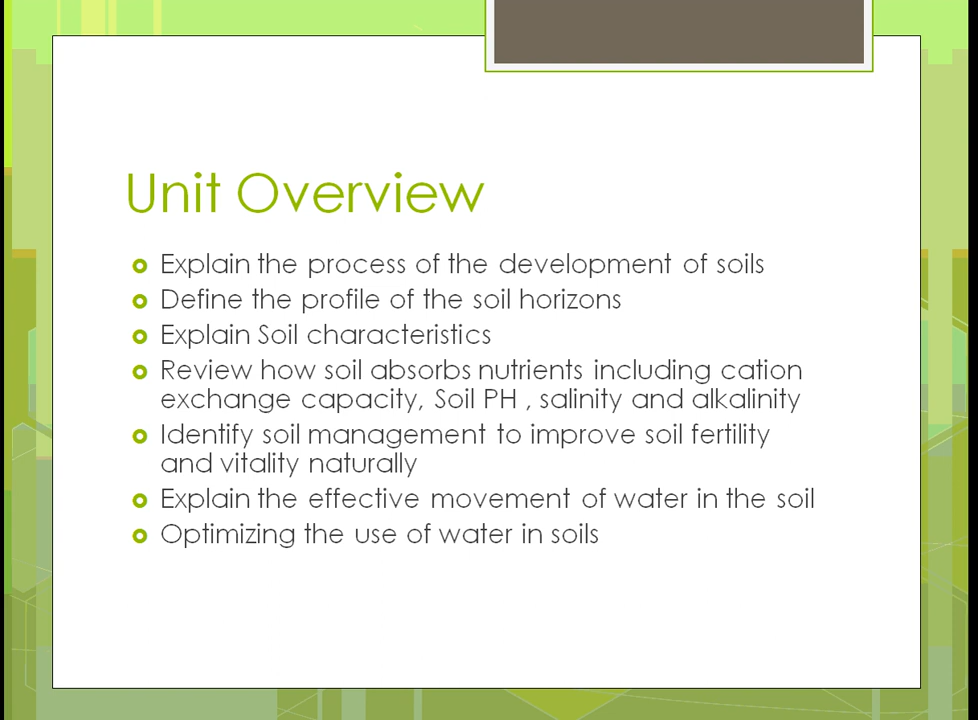 Unit Overview
Explain the process of the development of soils
Define the profile of the soil horizons
Explain Soil characteristics
Review how soil absorbs nutrients including cation
exchange capacity, Soil PH , salinity and alkalinity
Identify soil management to improve soil fertility
and vitality naturally
Explain the effective movement of water in the soil
Optimizing the use of water in soils